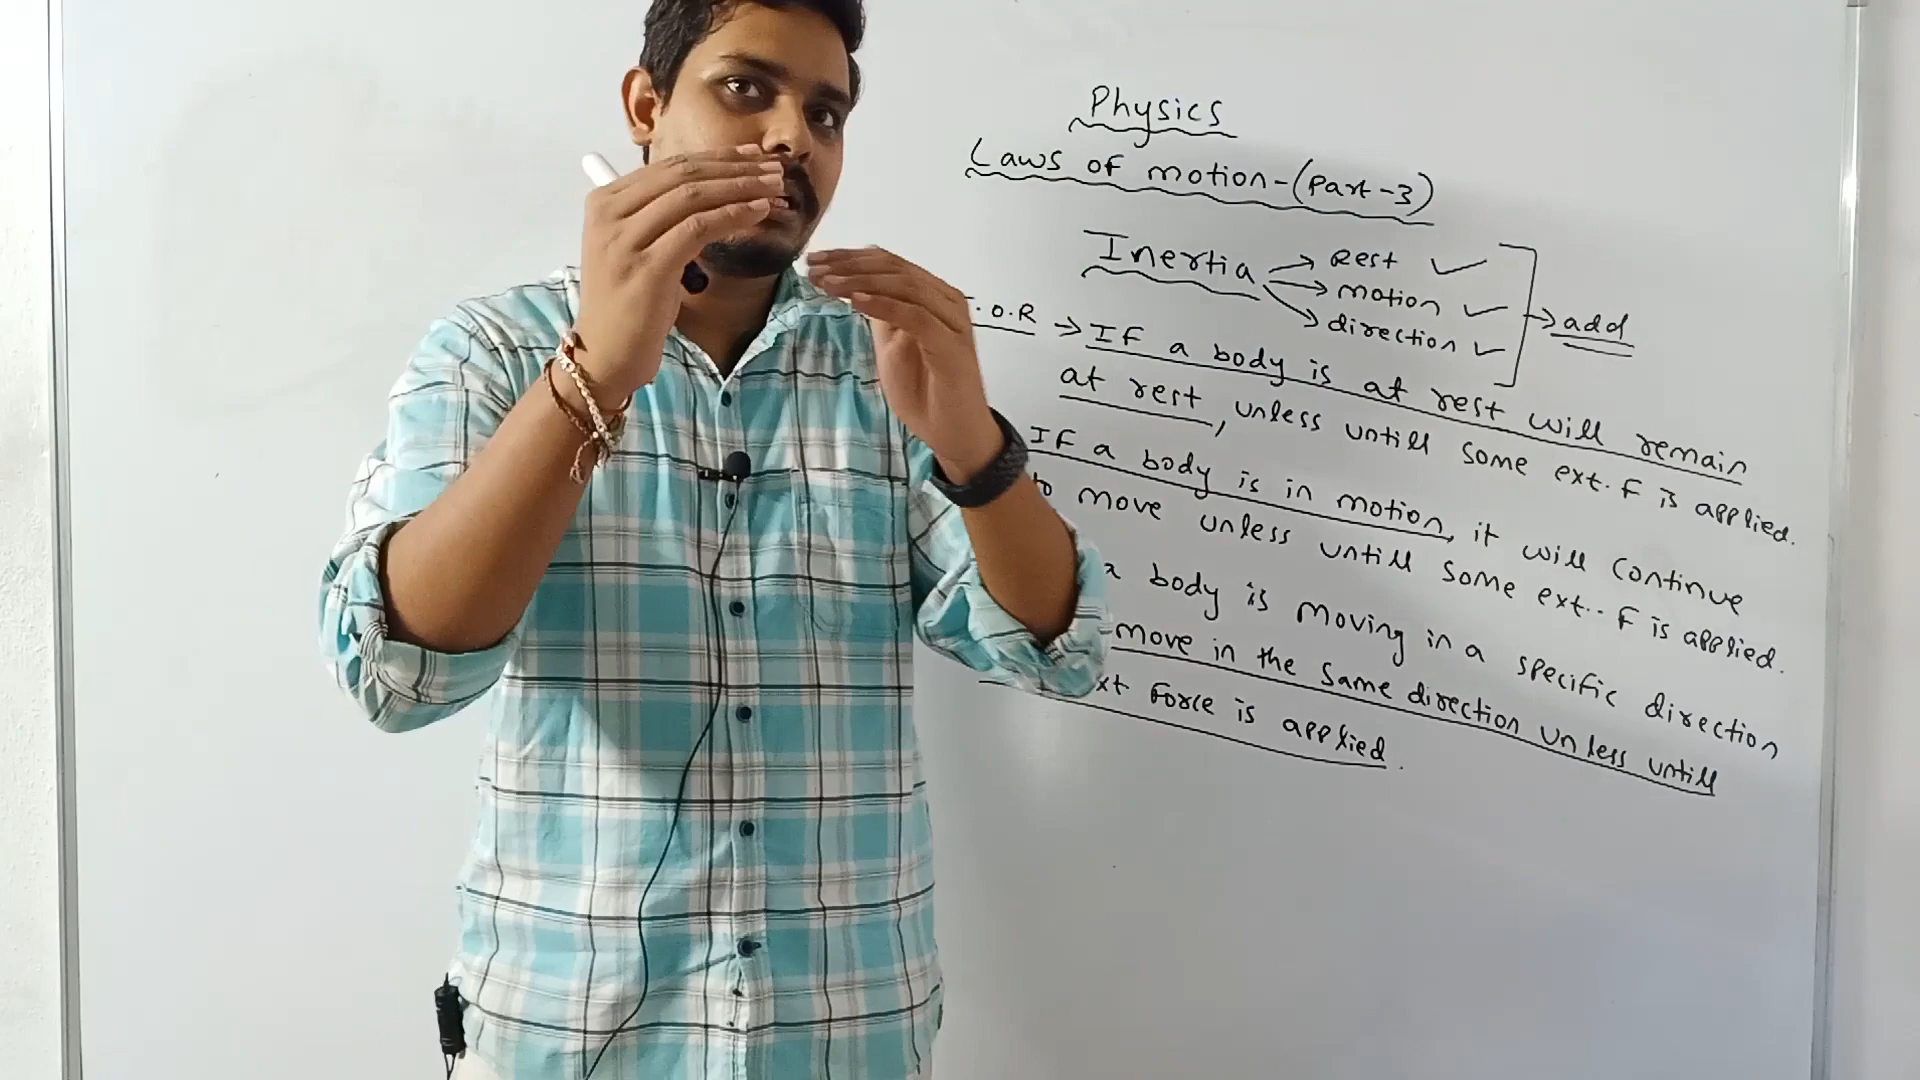 Physics
Laws of motion-(Part-3)
Inertia → Rest ✓
→ motion ✓
→ direction ✓
→ add
.O.R → IF a body is at rest will remain
at rest, unless untill some ext. F is applied.
IF a body is in motion, it will continue
to move unless untill some ext.. F is applied.
a body is moving in a specific direction
move in the same direction unless untill
xt Force is applied.